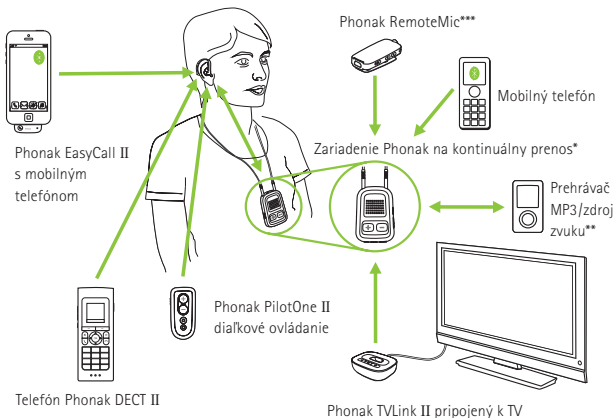 Phonak RemoteMic***
Mobilný telefón
Phonak EasyCall II
s mobilným
telefónom
Zariadenie Phonak na kontinuálny prenos*
Prehrávač
MP3/zdroj
zvuku**
Phonak PilotOne II
diaľkové ovládanie
Telefón Phonak DECT II
Phonak TVLink II pripojený k TV